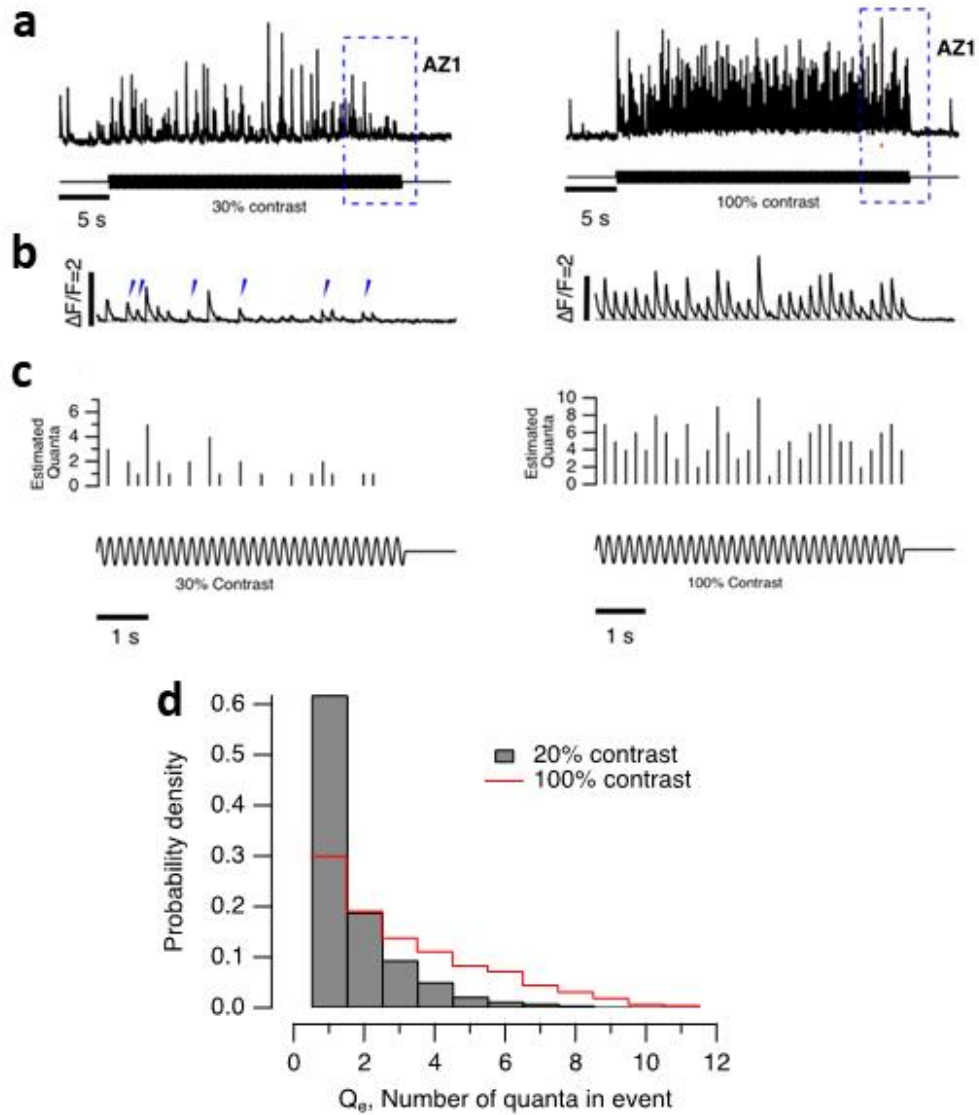 a
AZ1
30% contrast
5 s
AZ1
100% contrast
5 s
b
ΔF/F=2
ΔF/F=2
c
Estimated
Quanta
6
4
2
0
30% Contrast
1 s
Estimated
Quanta
10
8
6
4
2
0
100% Contrast
1 s
d
Probability density
0.6
0.5
0.4
0.3
0.2
0.1
0.0
20% contrast
100% contrast
0 2 4 6 8 10 12
Qe, Number of quanta in event